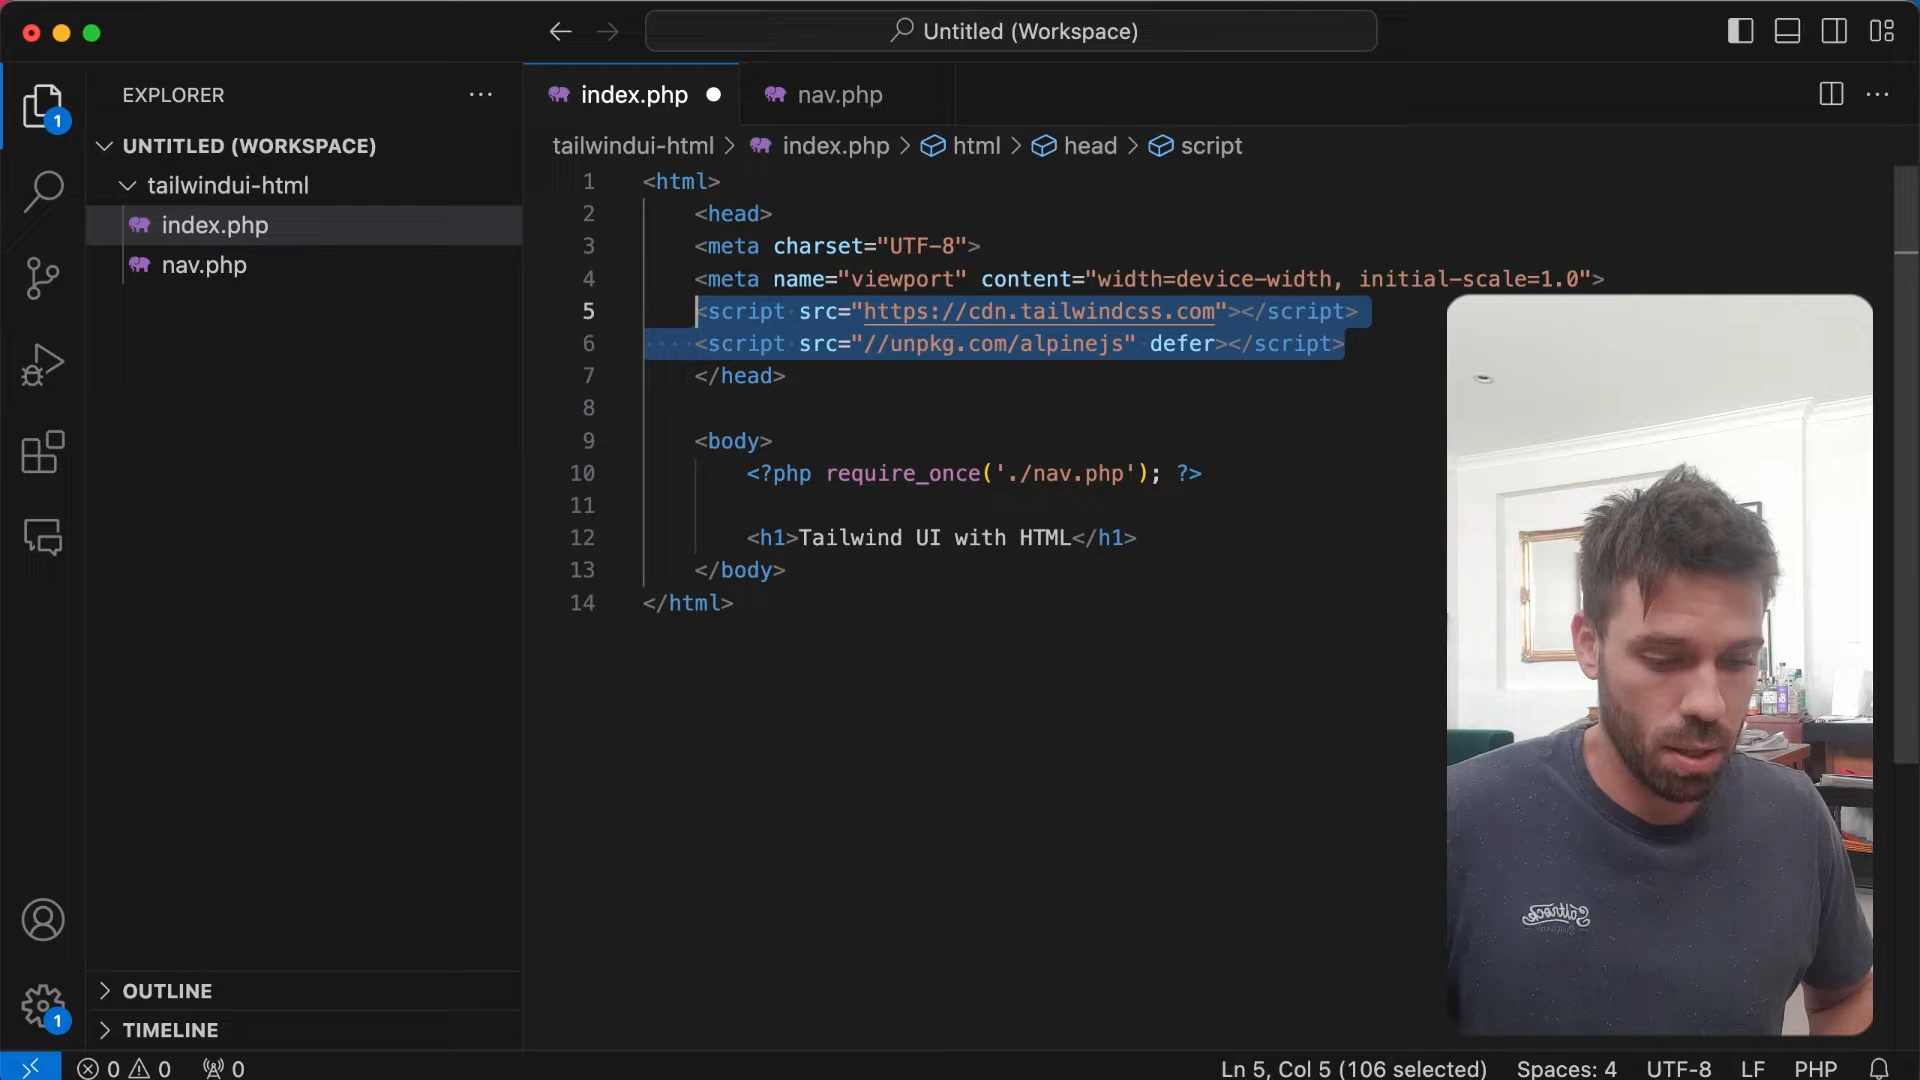 Untitled (Workspace)
EXPLORER
index.php
nav.php
1
UNTITLED (WORKSPACE)
tailwindui-html > index.php > html > head > script
tailwindui-html
index.php
nav.php
1 <html>
2 <head>
3 <meta charset="UTF-8">
4 <meta name="viewport" content="width=device-width, initial-scale=1.0">
5 <script src="https://cdn.tailwindcss.com"></script>
6 <script src="//unpkg.com/alpinejs" defer></script>
7 </head>
8
9 <body>
10 <?php require_once('./nav.php'); ?>
11
12 <h1>Tailwind UI with HTML</h1>
13 </body>
14 </html>
Saltrock
OUTLINE
1
TIMELINE
0 0 0
Ln 5, Col 5 (106 selected) Spaces: 4 UTF-8 LF PHP